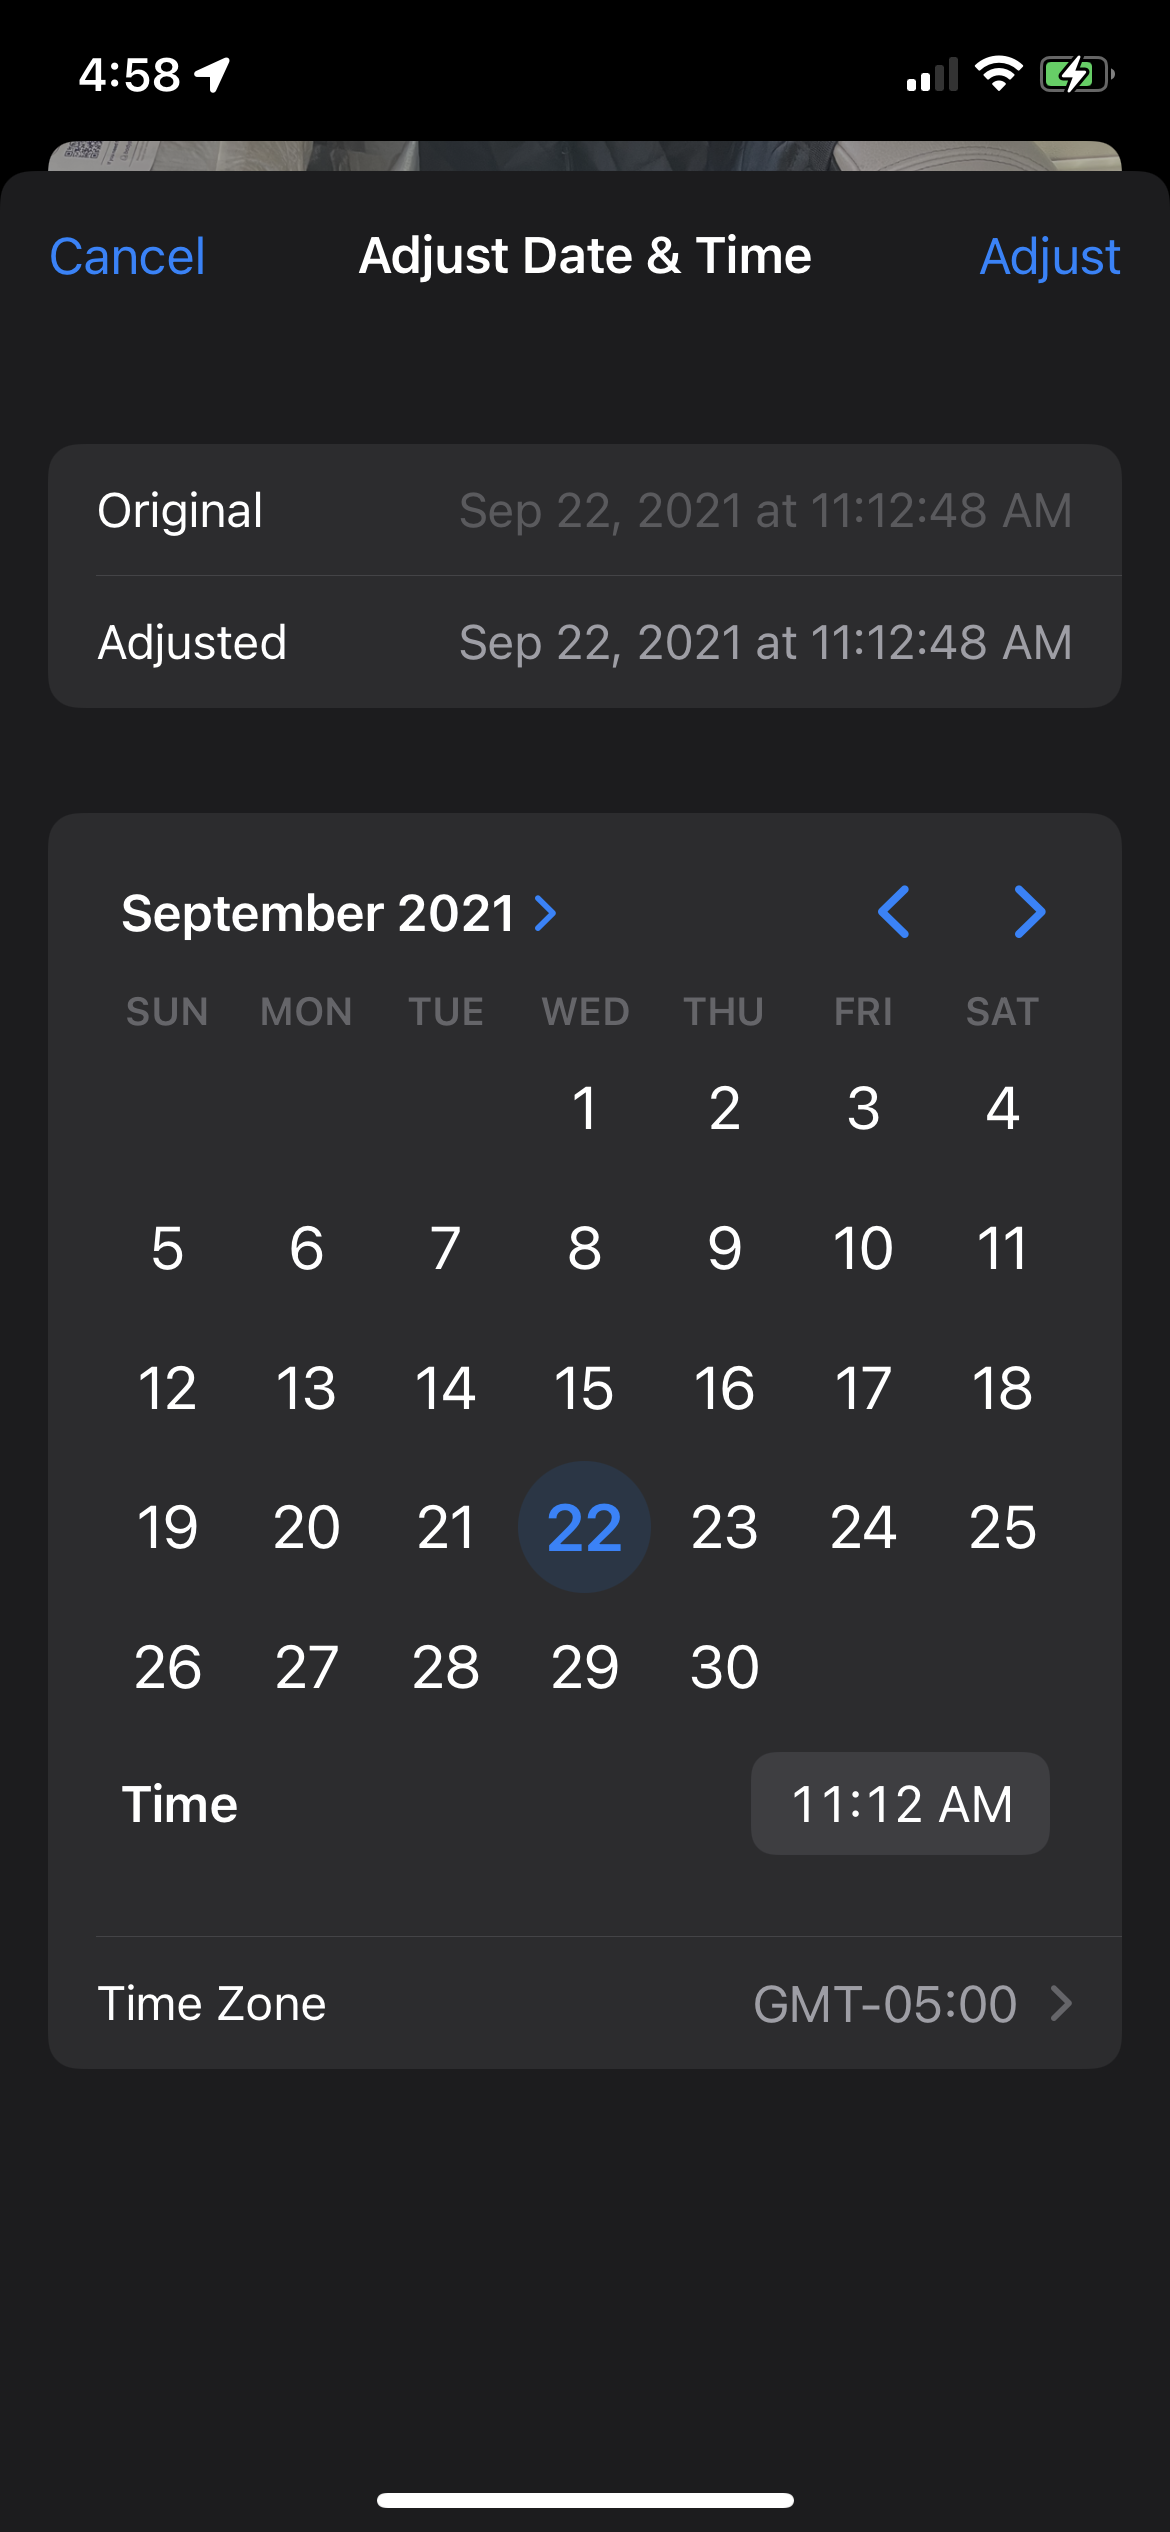 4:58
Cancel Adjust Date & Time Adjust
Original Sep 22, 2021 at 11:12:48 AM
Adjusted Sep 22, 2021 at 11:12:48 AM
September 2021
SUN MON TUE WED THU FRI SAT
1 2 3 4
5 6 7 8 9 10 11
12 13 14 15 16 17 18
19 20 21 22 23 24 25
26 27 28 29 30
Time 11:12 AM
Time Zone GMT-05:00